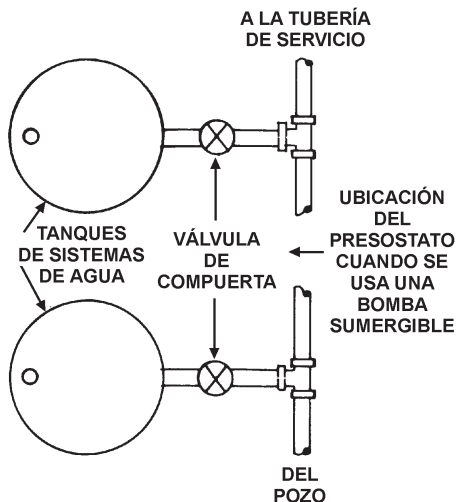 A LA TUBERÍA
DE SERVICIO
TANQUES
DE SISTEMAS
DE AGUA
VÁLVULA
DE
COMPUERTA
UBICACIÓN
DEL
PRESOSTATO
CUANDO SE
USA UNA
BOMBA
SUMERGIBLE
DEL
POZO